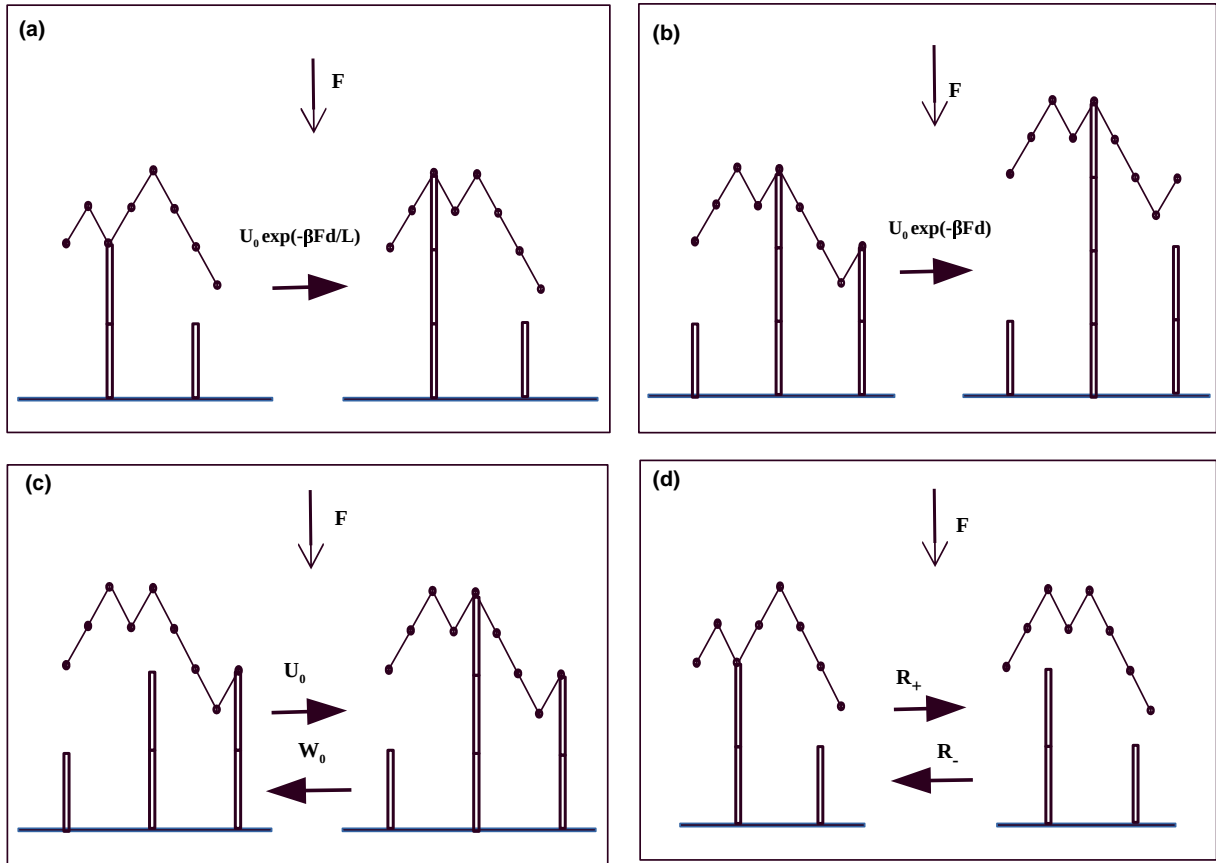 (a)
F
U₀ exp(-βFd/L)
(b)
F
U₀ exp(-βFd)
(c)
F
U₀
W₀
(d)
F
R₊
R₋